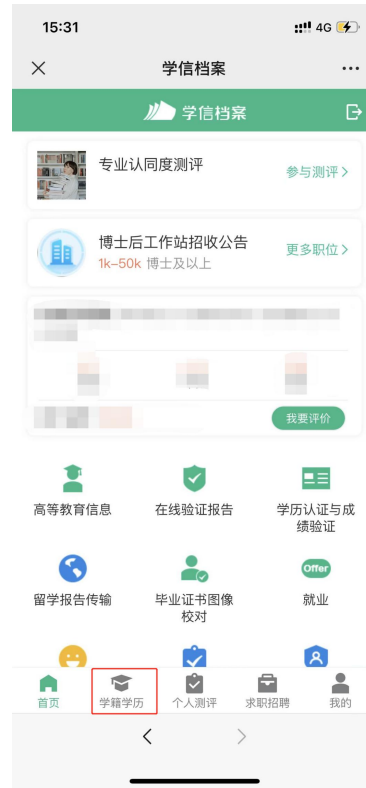 15:31
4G
学信档案
学信档案
专业认同度测评
参与测评
博士后工作站招收公告
更多职位
1k–50k 博士及以上
我要评价
高等教育信息
在线验证报告
学历认证与成
绩验证
留学报告传输
毕业证书图像
校对
Offer
就业
首页
学籍学历
个人测评
求职招聘
我的